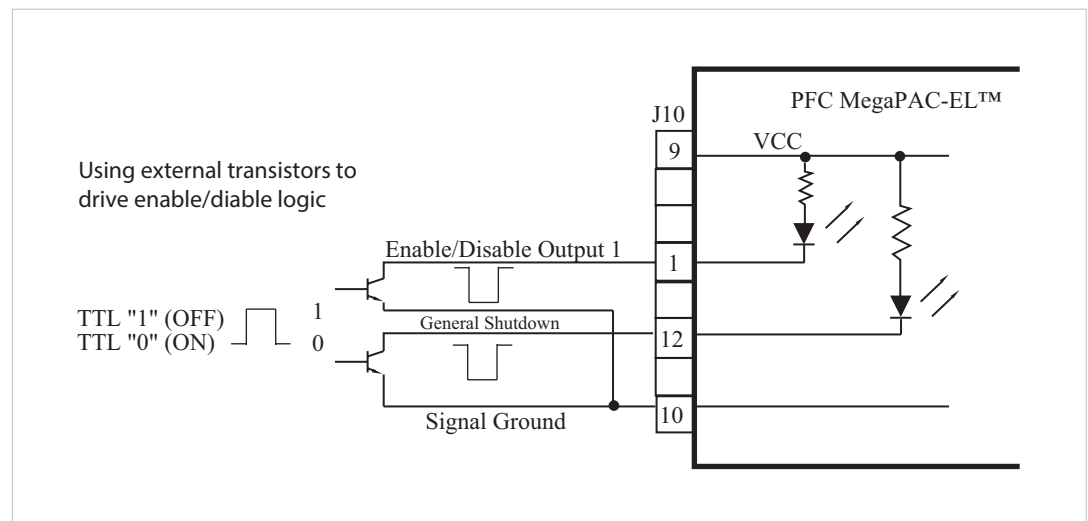 PFC MegaPAC-EL™
J10
9
VCC
Using external transistors to
drive enable/diable logic
Enable/Disable Output 1
1
TTL "1" (OFF)
1
General Shutdown
TTL "0" (ON)
0
12
Signal Ground
10